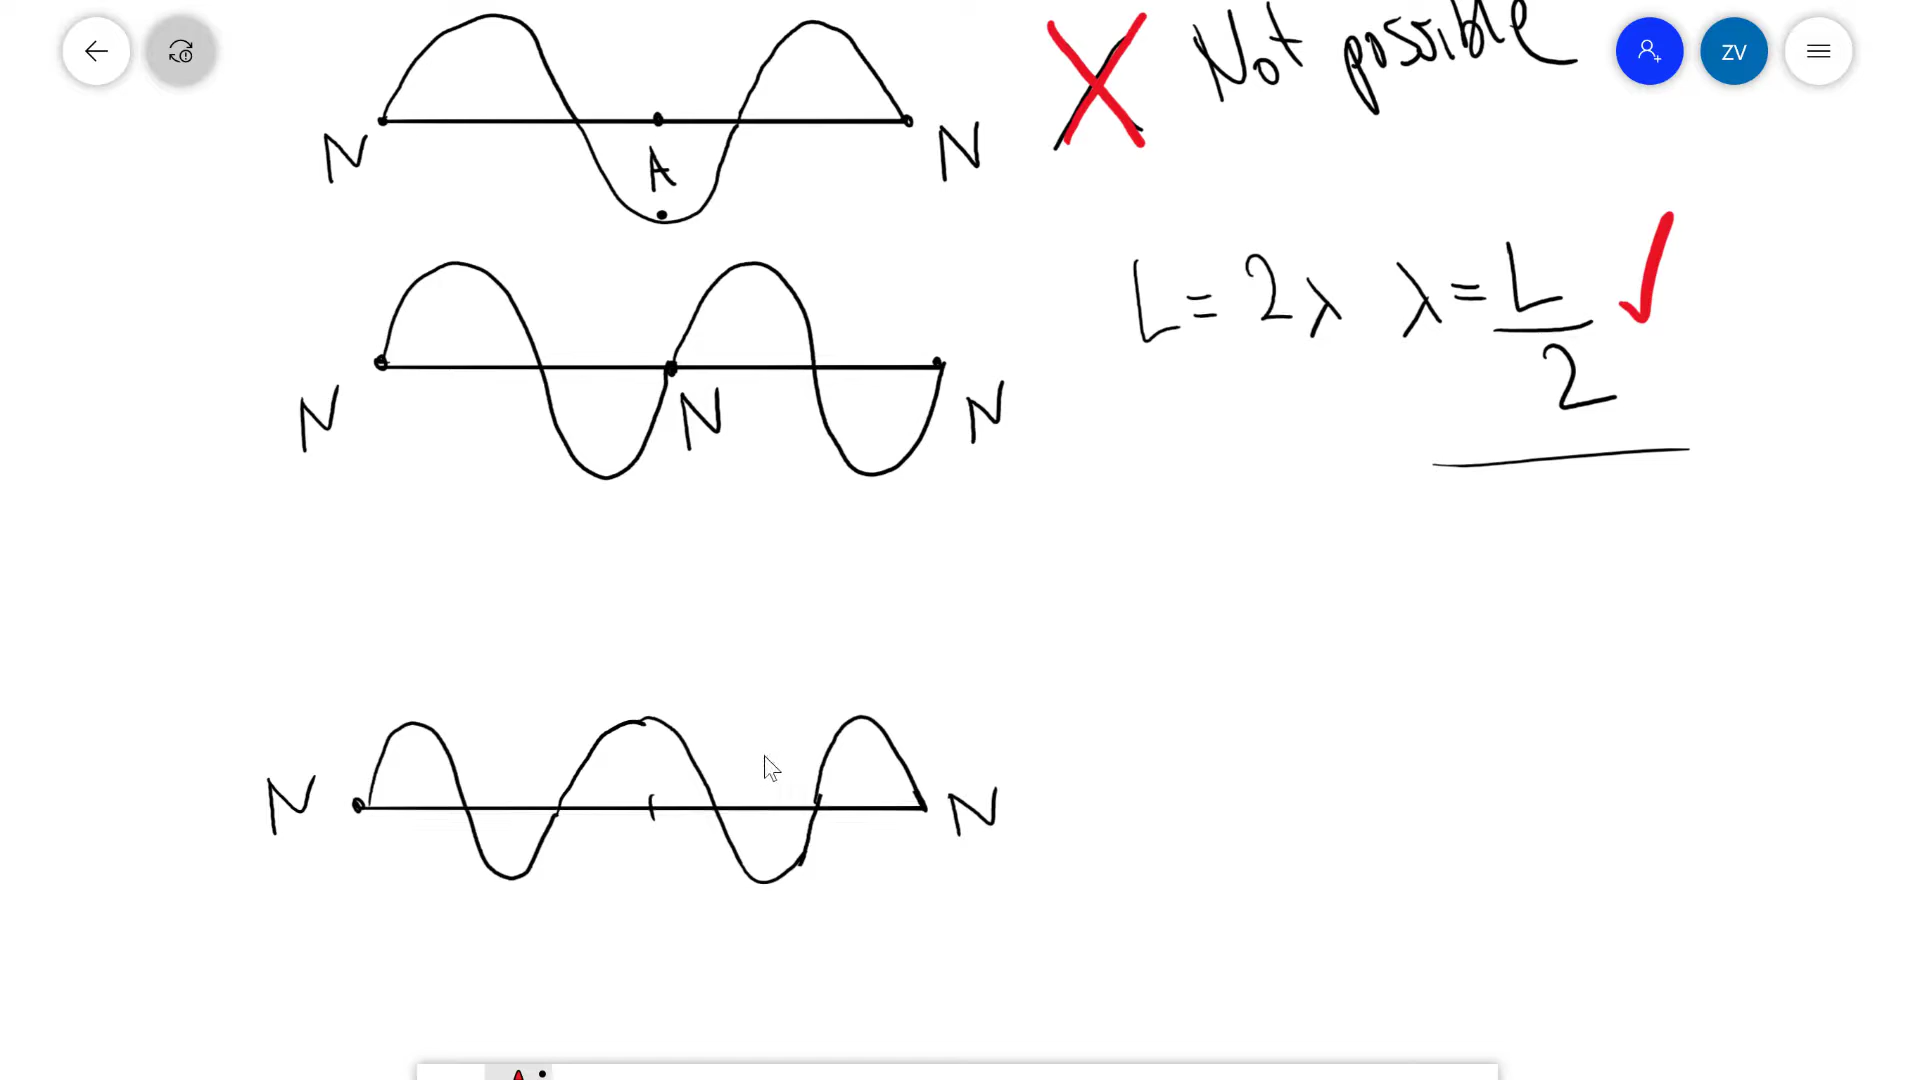 Not possible
ZV
N A N
L = 2λ λ = L/2
N N N
N N